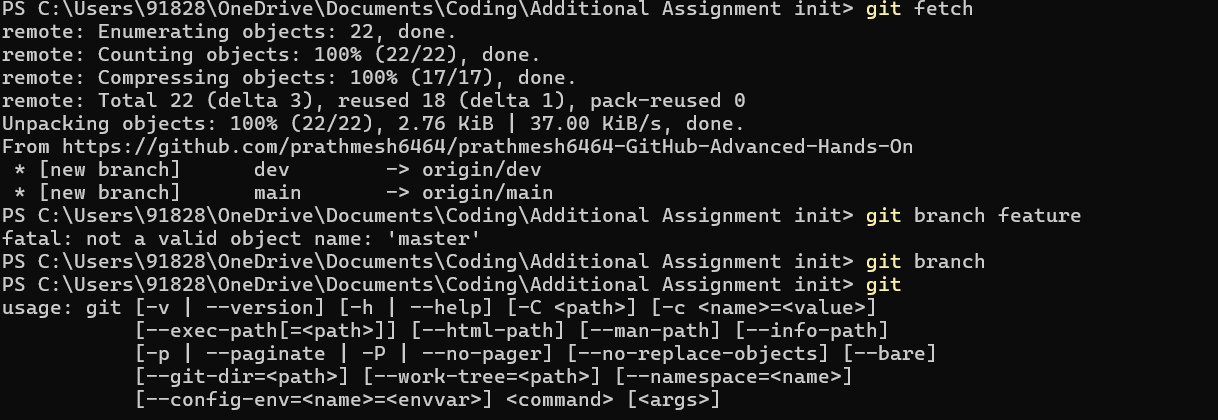 PS C:\Users\91828\OneDrive\Documents\Coding\Additional Assignment init> git fetch
remote: Enumerating objects: 22, done.
remote: Counting objects: 100% (22/22), done.
remote: Compressing objects: 100% (17/17), done.
remote: Total 22 (delta 3), reused 18 (delta 1), pack-reused 0
Unpacking objects: 100% (22/22), 2.76 KiB | 37.00 KiB/s, done.
From https://github.com/prathmesh6464/prathmesh6464-GitHub-Advanced-Hands-On
 * [new branch]      dev        -> origin/dev
 * [new branch]      main       -> origin/main
PS C:\Users\91828\OneDrive\Documents\Coding\Additional Assignment init> git branch feature
fatal: not a valid object name: 'master'
PS C:\Users\91828\OneDrive\Documents\Coding\Additional Assignment init> git branch
PS C:\Users\91828\OneDrive\Documents\Coding\Additional Assignment init> git
usage: git [-v | --version] [-h | --help] [-C <path>] [-c <name>=<value>]
           [--exec-path[=<path>]] [--html-path] [--man-path] [--info-path]
           [-p | --paginate | -P | --no-pager] [--no-replace-objects] [--bare]
           [--git-dir=<path>] [--work-tree=<path>] [--namespace=<name>]
           [--config-env=<name>=<envvar>] <command> [<args>]